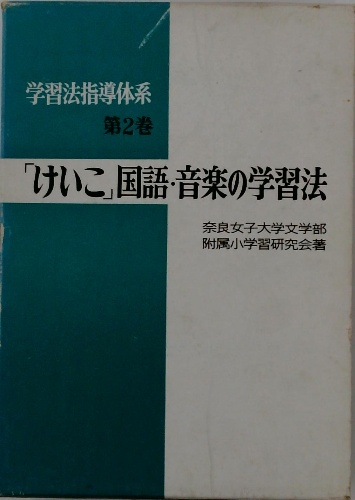 学習法指導体系
第2巻
「けいこ」国語・音楽の学習法
奈良女子大学文学部
附属小学習研究会著